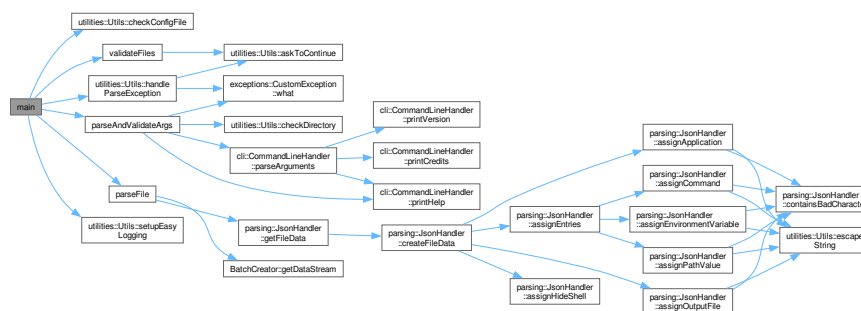 main
utilities::Utils::checkConfigFile
validateFiles
utilities::Utils::handle
ParseException
parseAndValidateArgs
parseFile
utilities::Utils::setupEasy
Logging
utilities::Utils::askToContinue
exceptions::CustomException
::what
utilities::Utils::checkDirectory
cli::CommandLineHandler
::parseArguments
parsing::JsonHandler
::getFileData
BatchCreator::getDataStream
cli::CommandLineHandler
::printVersion
cli::CommandLineHandler
::printCredits
cli::CommandLineHandler
::printHelp
parsing::JsonHandler
::createFileData
parsing::JsonHandler
::assignEntries
parsing::JsonHandler
::assignHideShell
parsing::JsonHandler
::assignApplication
parsing::JsonHandler
::assignCommand
parsing::JsonHandler
::assignEnvironmentVariable
parsing::JsonHandler
::assignPathValue
parsing::JsonHandler
::assignOutputFile
parsing::JsonHandler
::containsBadCharacter
utilities::Utils::escape
String